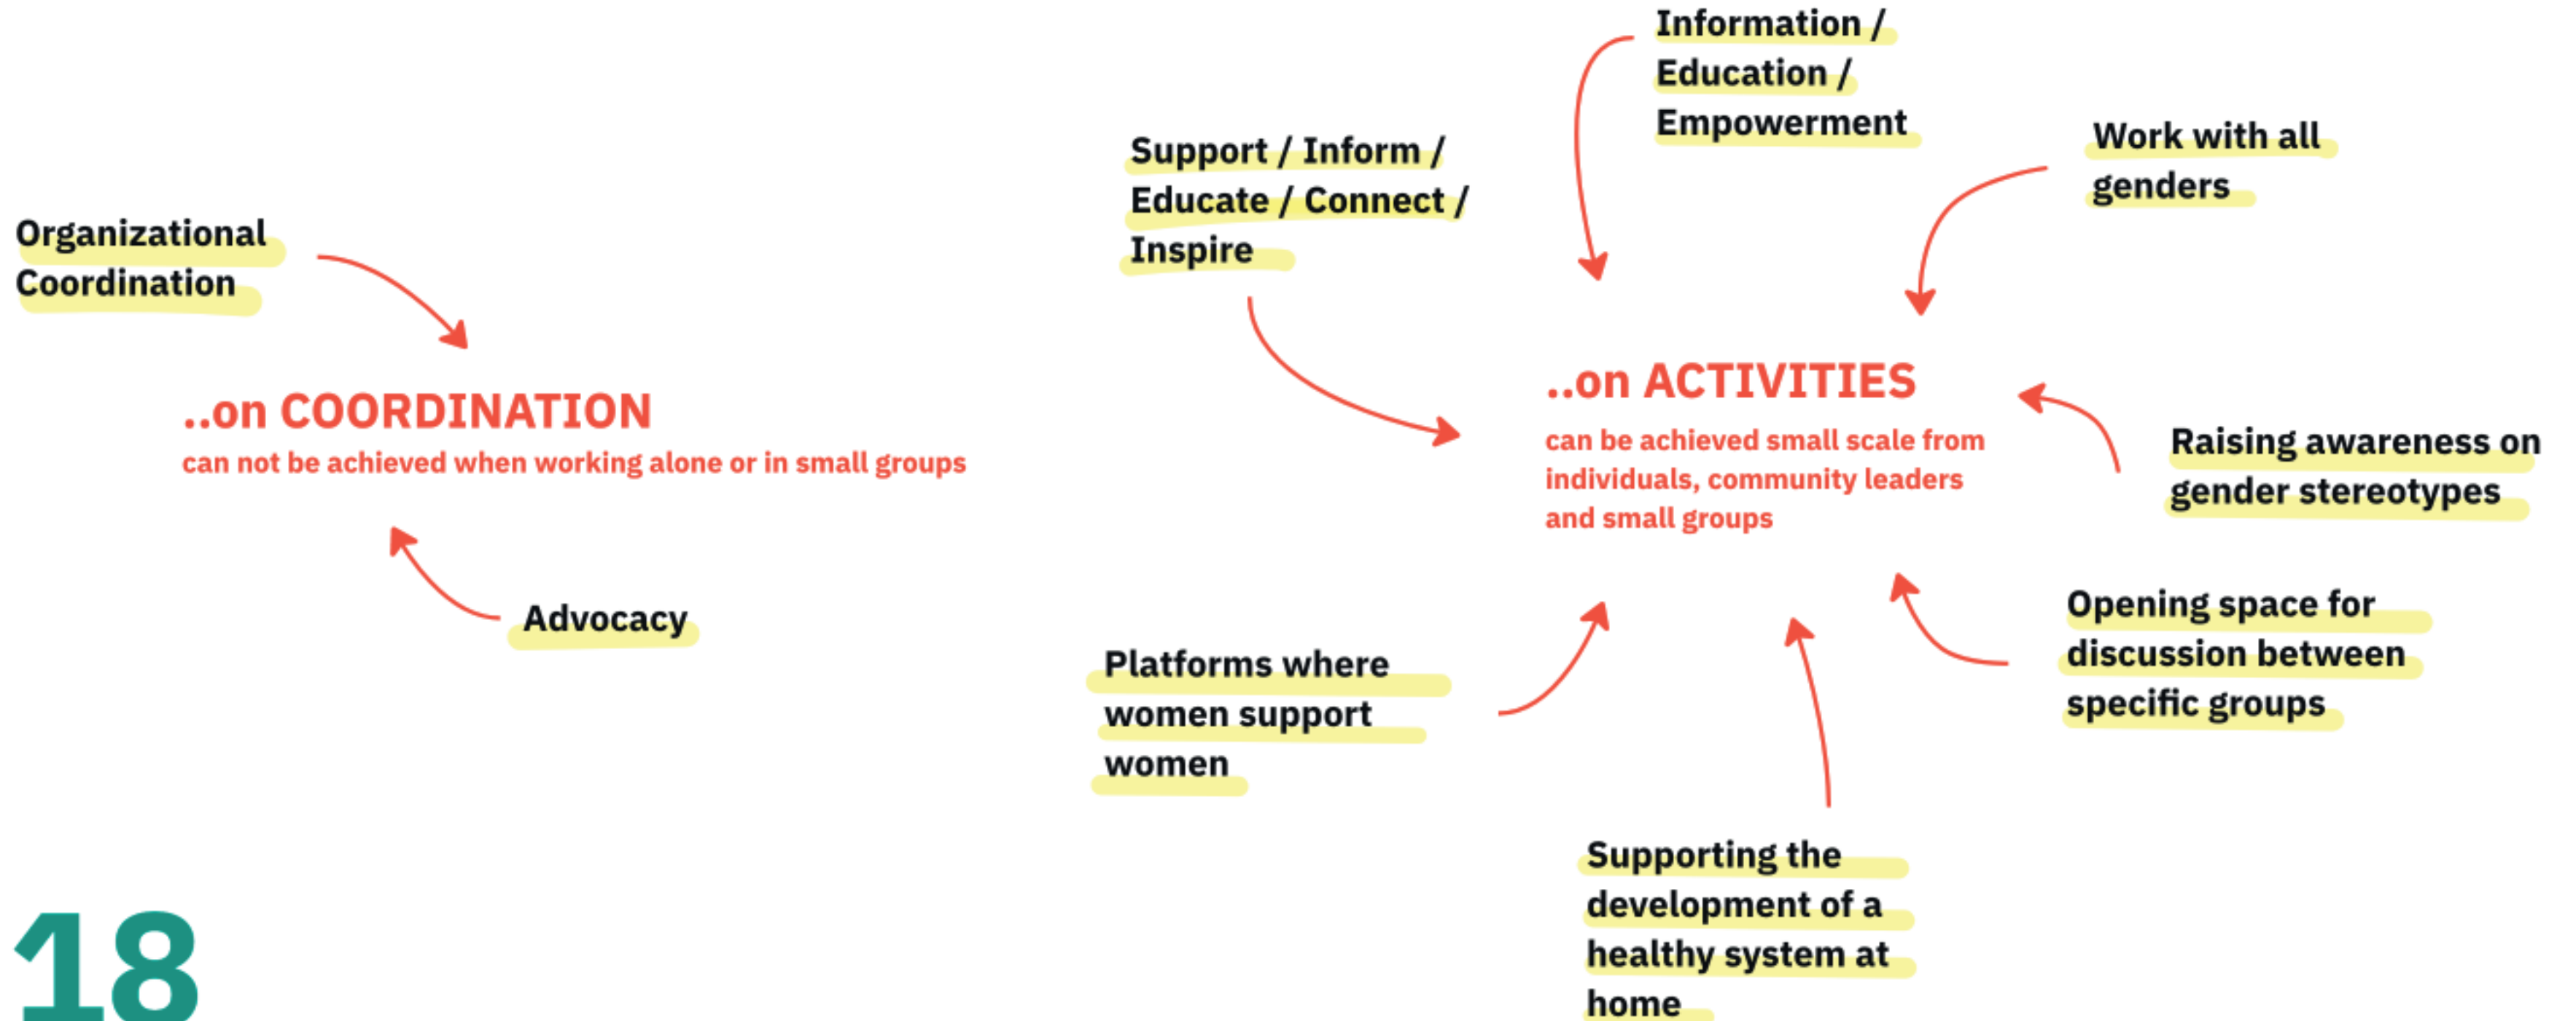 Organizational
Coordination
..on COORDINATION
can not be achieved when working alone or in small groups
Advocacy
Information /
Education /
Empowerment
Support / Inform /
Educate / Connect /
Inspire
Work with all
genders
..on ACTIVITIES
can be achieved small scale from
individuals, community leaders
and small groups
Raising awareness on
gender stereotypes
Opening space for
discussion between
specific groups
Platforms where
women support
women
Supporting the
development of a
healthy system at
home
18